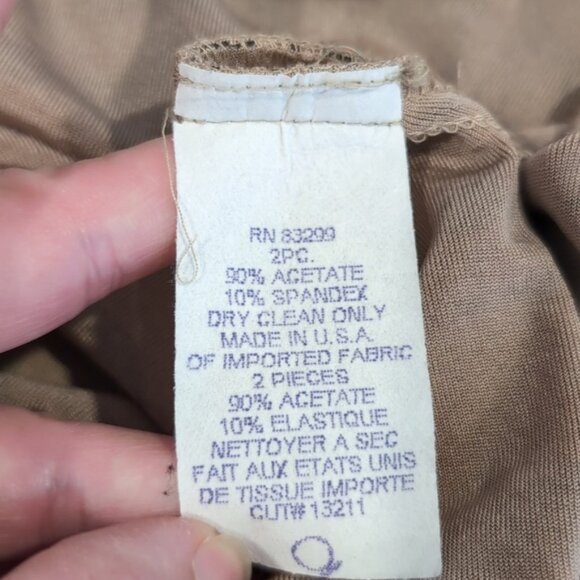 RN 83299
2PC.
90% ACETATE
10% SPANDEX
DRY CLEAN ONLY
MADE IN U.S.A.
OF IMPORTED FABRIC
2 PIECES
90% ACETATE
10% ELASTIQUE
NETTOYER A SEC
FAIT AUX ETATS UNIS
DE TISSUE IMPORTE
CUT# 13211